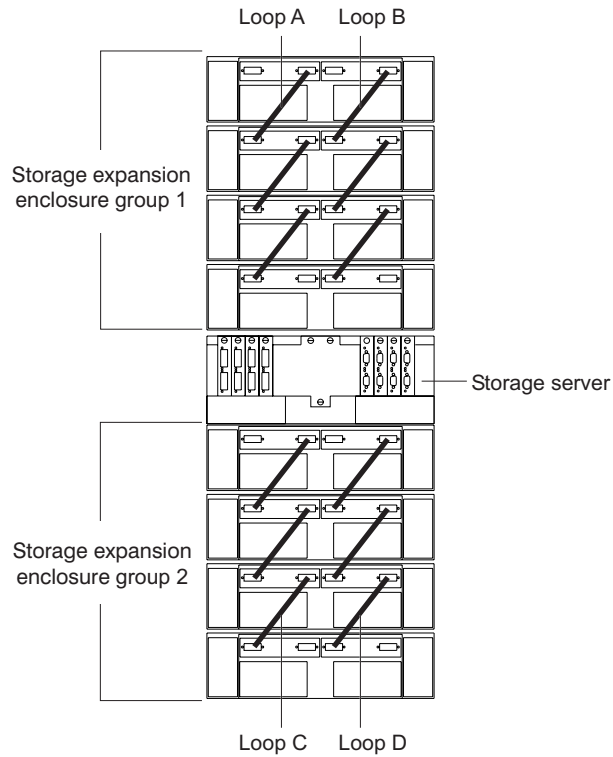 Loop A
Loop B
Storage expansion
enclosure group 1
Storage server
Storage expansion
enclosure group 2
Loop C
Loop D